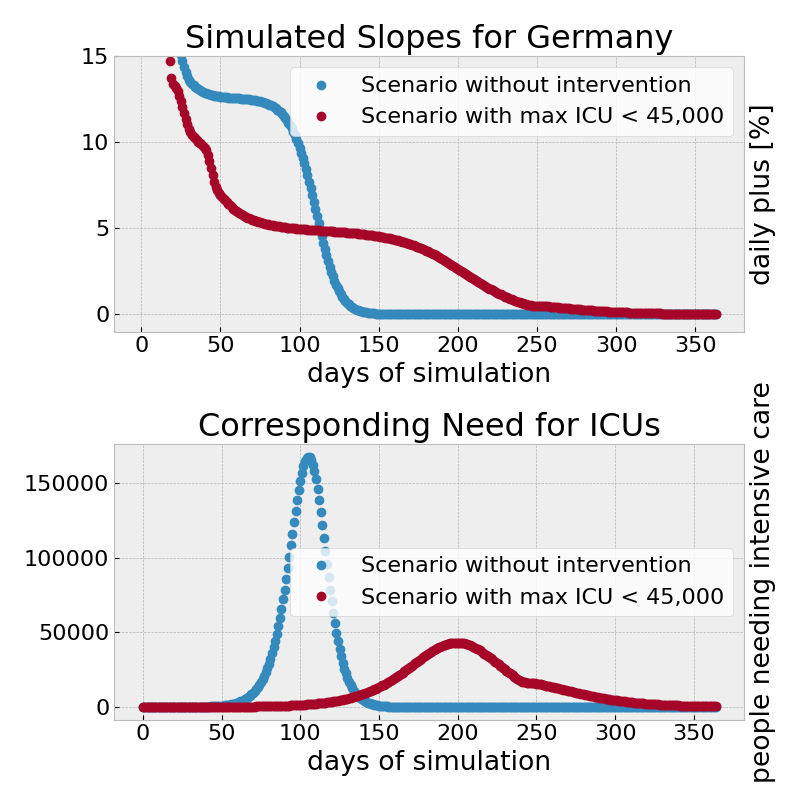 Simulated Slopes for Germany
15
10
5
0
Scenario without intervention
Scenario with max ICU < 45,000
daily plus [%]
0 50 100 150 200 250 300 350
days of simulation
Corresponding Need for ICUs
150000
100000
50000
0
Scenario without intervention
Scenario with max ICU < 45,000
people needing intensive care
0 50 100 150 200 250 300 350
days of simulation